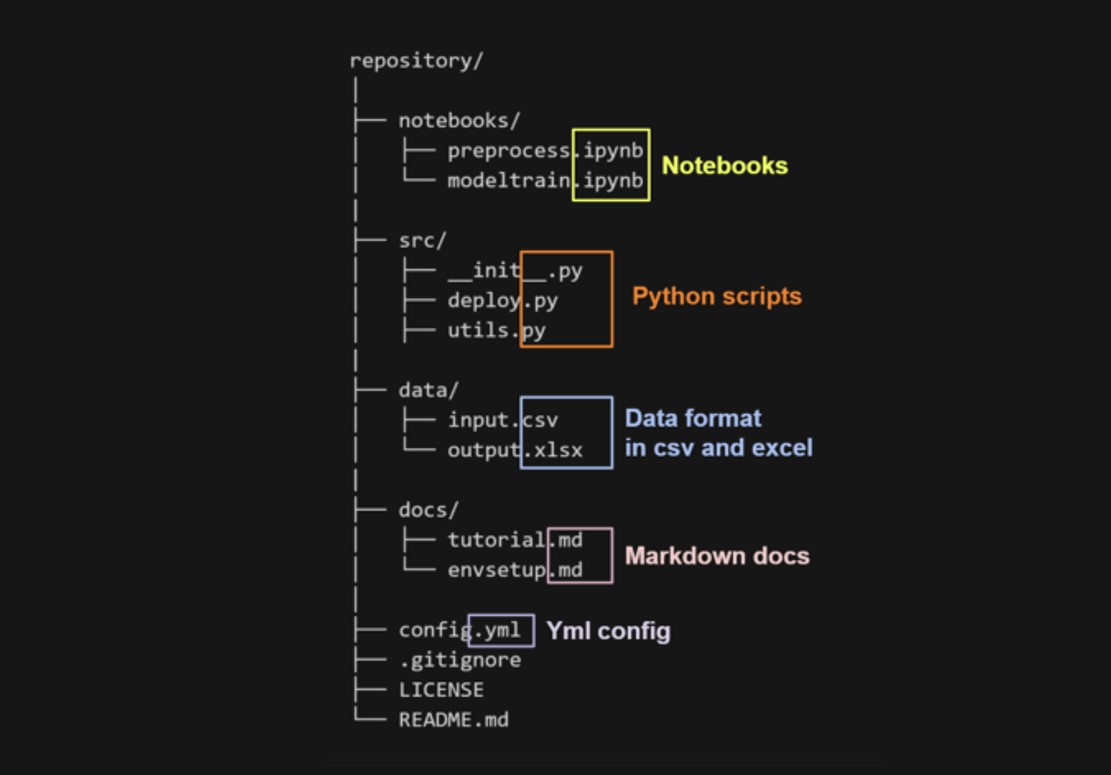 repository/
│
├── notebooks/
│   ├── preprocess.ipynb
│   └── modeltrain.ipynb
Notebooks
│
├── src/
│   ├── __init__.py
│   ├── deploy.py
│   ├── utils.py
Python scripts
│
├── data/
│   ├── input.csv
│   └── output.xlsx
Data format
in csv and excel
│
├── docs/
│   ├── tutorial.md
│   └── envsetup.md
Markdown docs
│
├── config.yml
Yml config
├── .gitignore
├── LICENSE
└── README.md